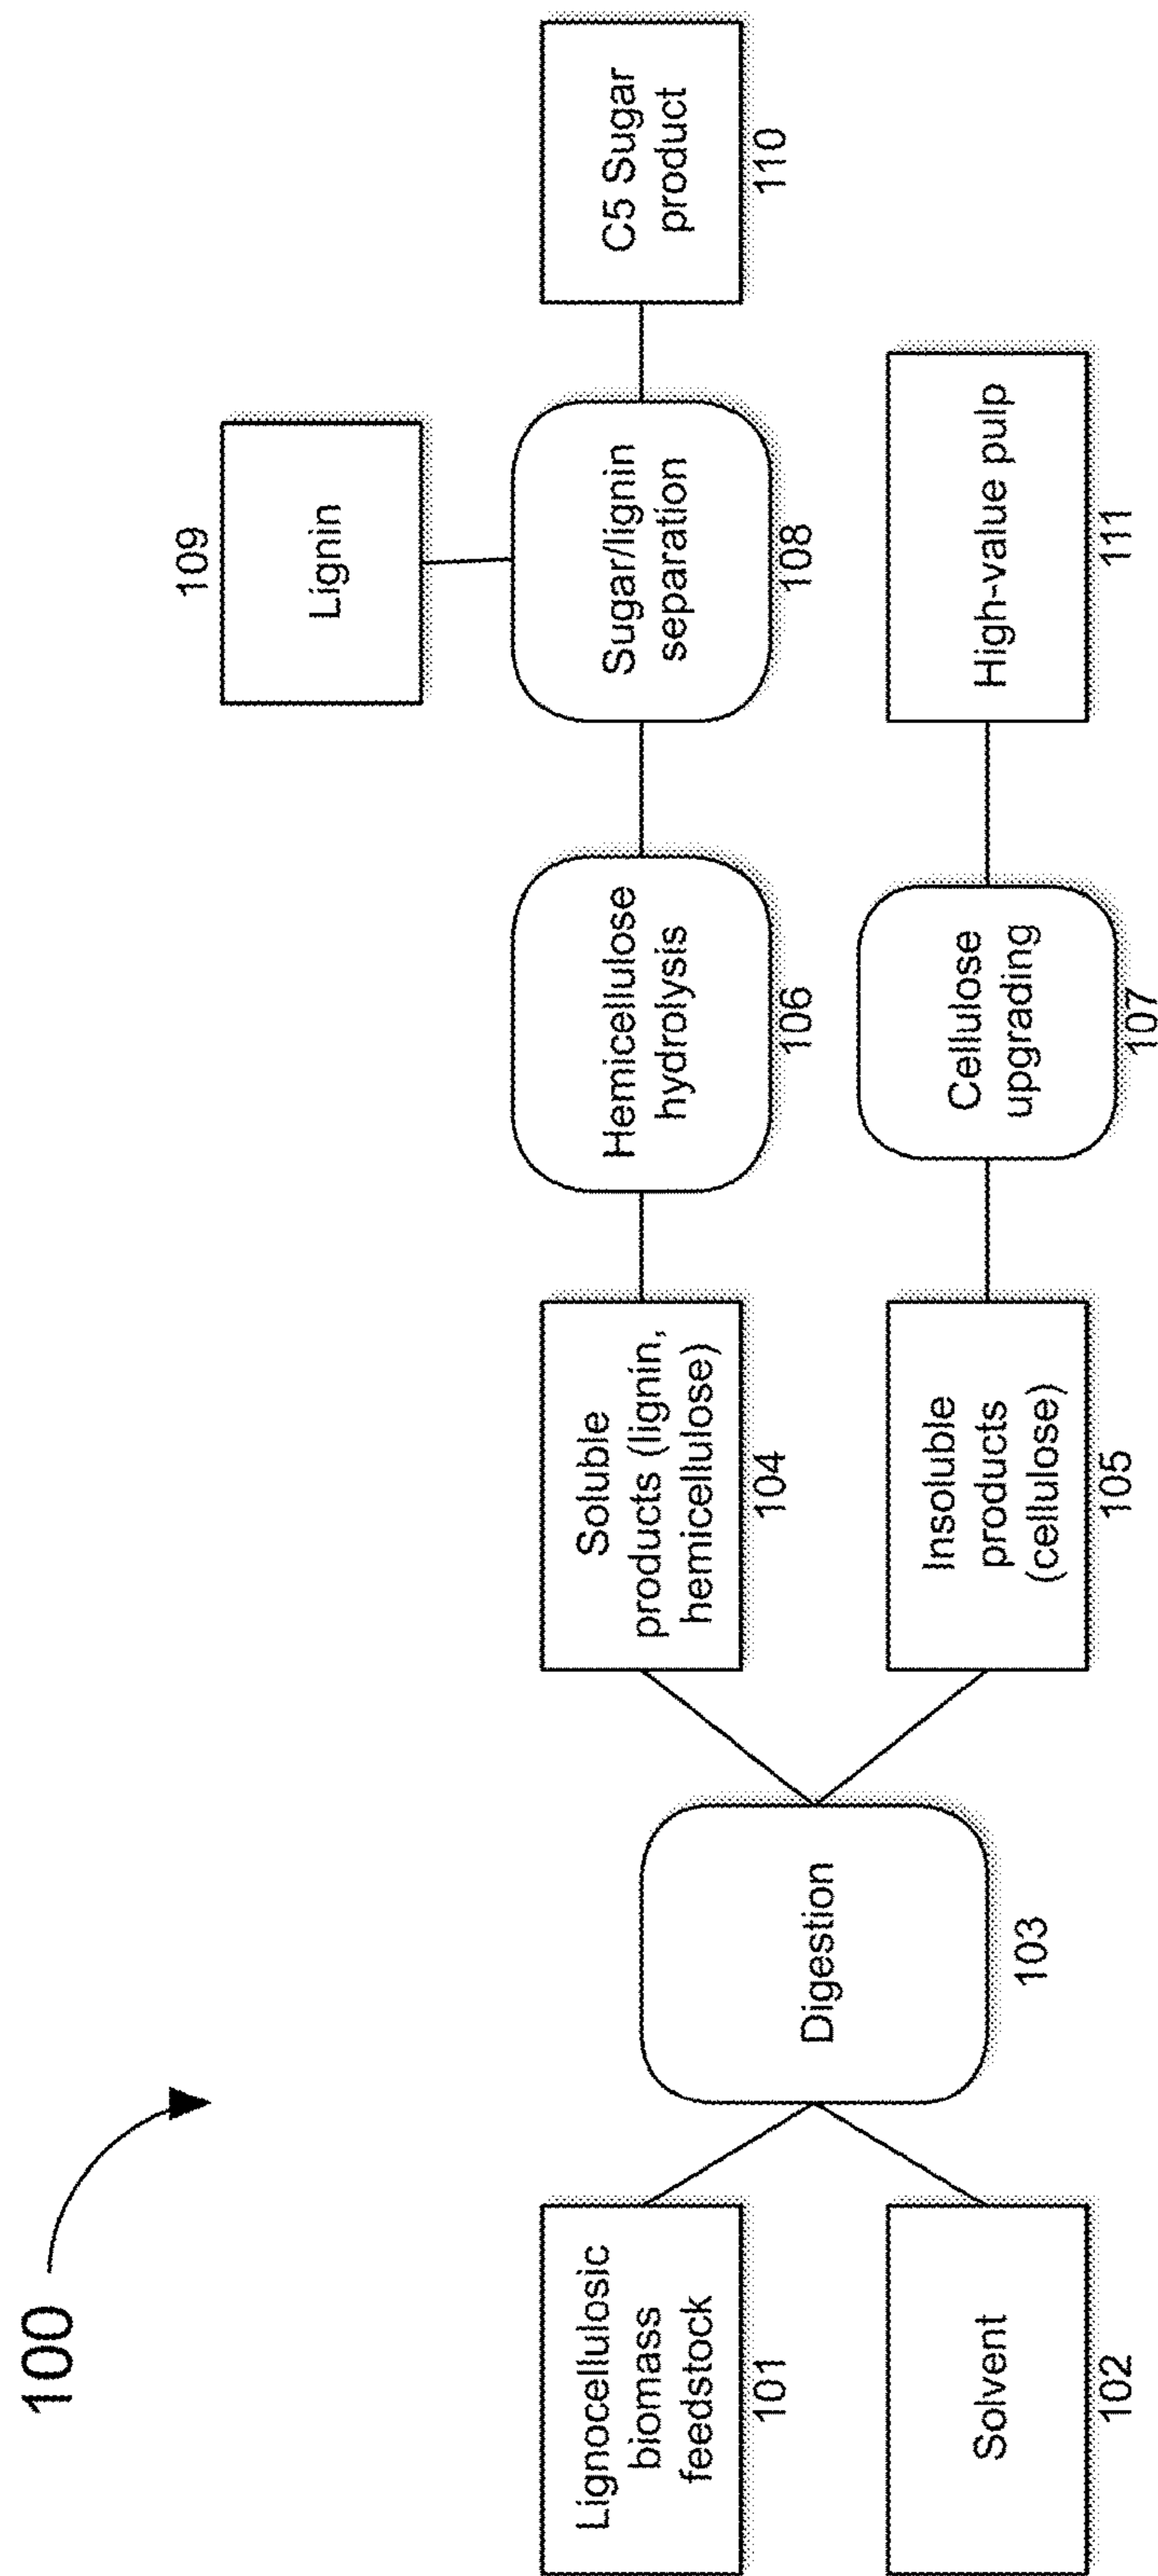 100
Lignocellulosic
biomass
feedstock
101
Solvent
102
Digestion
103
Soluble
products (lignin,
hemicellulose)
104
Insoluble
products
(cellulose)
105
Hemicellulose
hydrolysis
106
Cellulose
upgrading
107
109
Lignin
Sugar/lignin
separation
108
C5 Sugar
product
110
High-value pulp
111